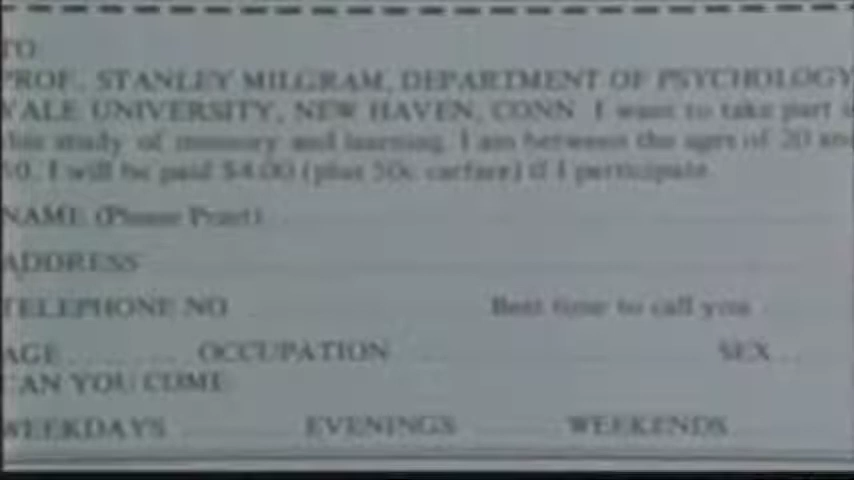 TO
PROF. STANLEY MILGRAM, DEPARTMENT OF PSYCHOLOGY,
YALE UNIVERSITY, NEW HAVEN, CONN. I want to take part in
this study of memory and learning. I am between the ages of 20 and
50. I will be paid $4.00 (plus 50c carfare) if I participate.
NAME (Please Print)
ADDRESS
TELEPHONE NO Best time to call you
AGE OCCUPATION SEX
CAN YOU COME
WEEKDAYS EVENINGS WEEKENDS